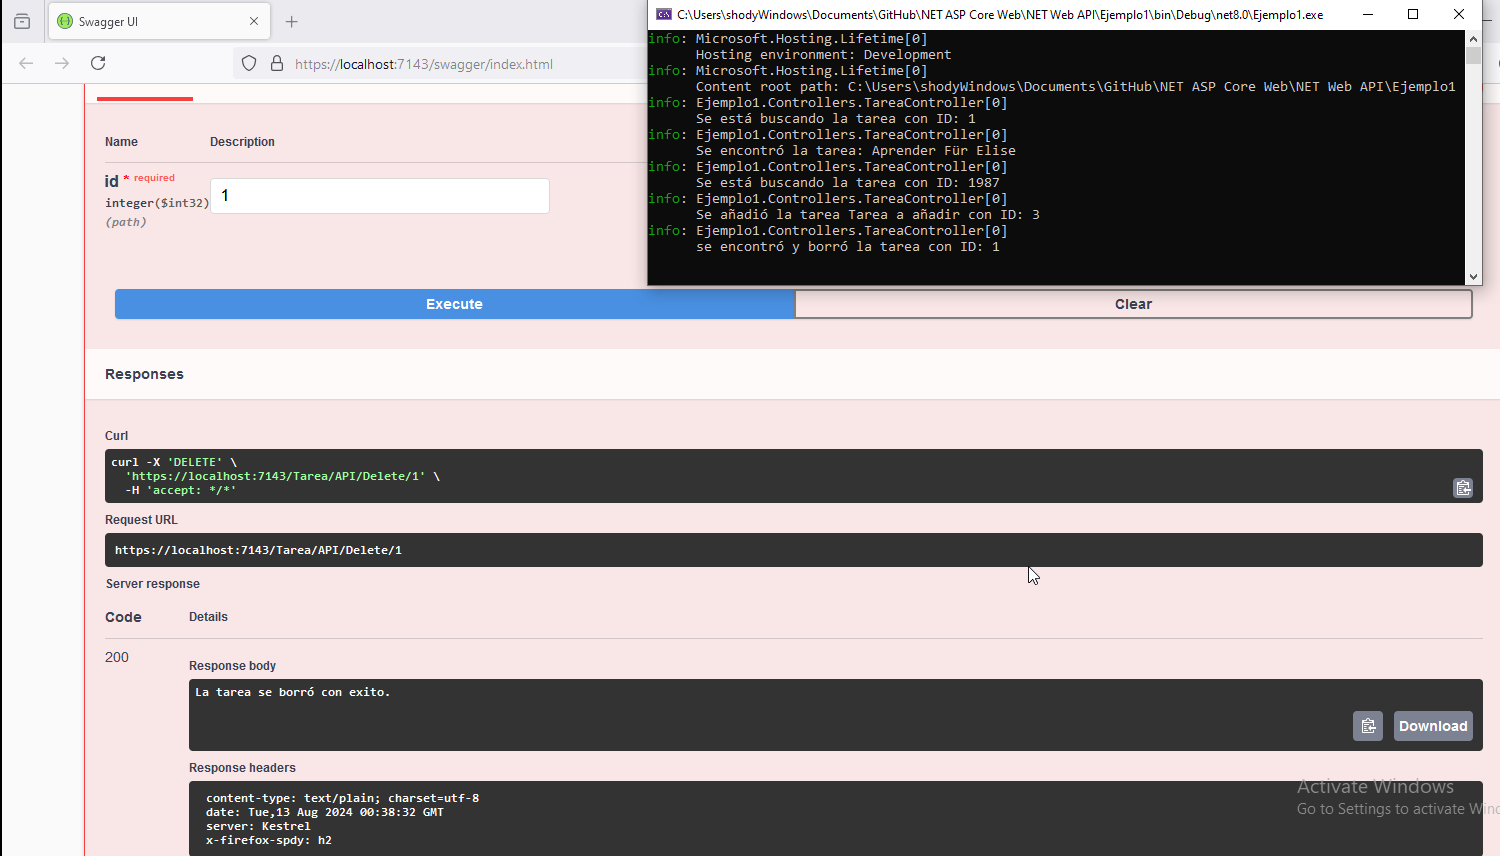 Swagger UI
https://localhost:7143/swagger/index.html
C:\Users\shodyWindows\Documents\GitHub\NET ASP Core Web\NET Web API\Ejemplo1\bin\Debug\net8.0\Ejemplo1.exe
info: Microsoft.Hosting.Lifetime[0]
Hosting environment: Development
info: Microsoft.Hosting.Lifetime[0]
Content root path: C:\Users\shodyWindows\Documents\GitHub\NET ASP Core Web\NET Web API\Ejemplo1
info: Ejemplo1.Controllers.TareaController[0]
Se está buscando la tarea con ID: 1
info: Ejemplo1.Controllers.TareaController[0]
Se encontró la tarea: Aprender Für Elise
info: Ejemplo1.Controllers.TareaController[0]
Se está buscando la tarea con ID: 1987
info: Ejemplo1.Controllers.TareaController[0]
Se añadió la tarea Tarea a añadir con ID: 3
info: Ejemplo1.Controllers.TareaController[0]
se encontró y borró la tarea con ID: 1
Name Description
id * required
integer($int32)
(path)
1
Execute Clear
Responses
Curl
curl -X 'DELETE' \
'https://localhost:7143/Tarea/API/Delete/1' \
-H 'accept: */*'
Request URL
https://localhost:7143/Tarea/API/Delete/1
Server response
Code Details
200
Response body
La tarea se borró con exito.
Download
Response headers
content-type: text/plain; charset=utf-8
date: Tue,13 Aug 2024 00:38:32 GMT
server: Kestrel
x-firefox-spdy: h2
Activate Windows
Go to Settings to activate